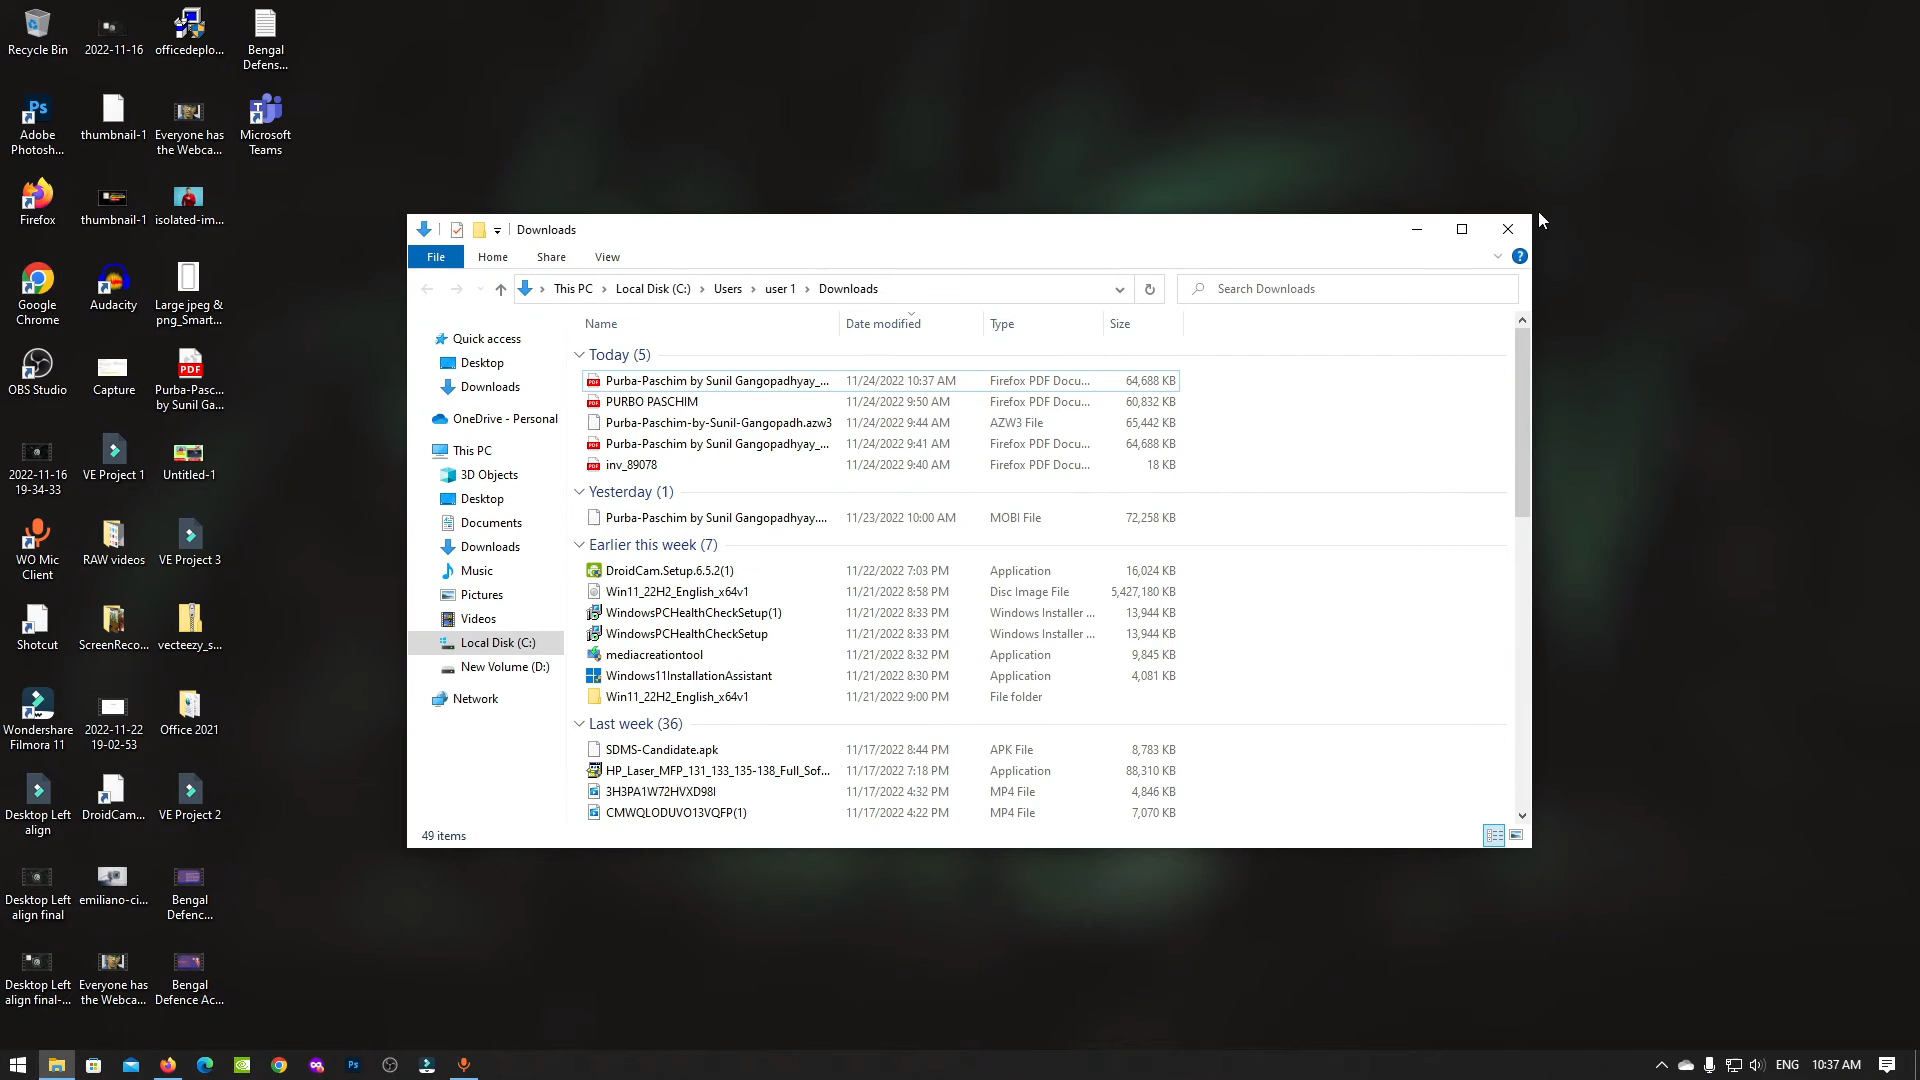 Recycle Bin
2022-11-16
officedeplo...
Bengal
Defens...
Adobe
Photosh...
thumbnail-1
Everyone has
the Webca...
Microsoft
Teams
Firefox
thumbnail-1
isolated-im...
Google
Chrome
Audacity
Large jpeg &
png_Smart...
OBS Studio
Capture
Purba-Pasc...
by Sunil Ga...
2022-11-16
19-34-33
VE Project 1
Untitled-1
WO Mic
Client
RAW videos
VE Project 3
Shotcut
ScreenReco...
vecteezy_s...
Wondershare
Filmora 11
2022-11-22
19-02-53
Office 2021
Desktop Left
align
DroidCam...
VE Project 2
Desktop Left
align final
emiliano-ci...
Bengal
Defence...
Desktop Left
align final-...
Everyone has
the Webca...
Bengal
Defence Ac...
Downloads
File Home Share View
This PC Local Disk (C:) Users user 1 Downloads
Search Downloads
Quick access
Desktop
Downloads
OneDrive - Personal
This PC
3D Objects
Desktop
Documents
Downloads
Music
Pictures
Videos
Local Disk (C:)
New Volume (D:)
Network
Name Date modified Type Size
Today (5)
Purba-Paschim by Sunil Gangopadhyay_... 11/24/2022 10:37 AM Firefox PDF Docu... 64,688 KB
PURBO PASCHIM 11/24/2022 9:50 AM Firefox PDF Docu... 60,832 KB
Purba-Paschim-by-Sunil-Gangopadh.azw3 11/24/2022 9:44 AM AZW3 File 65,442 KB
Purba-Paschim by Sunil Gangopadhyay_... 11/24/2022 9:41 AM Firefox PDF Docu... 64,688 KB
inv_89078 11/24/2022 9:40 AM Firefox PDF Docu... 18 KB
Yesterday (1)
Purba-Paschim by Sunil Gangopadhyay.... 11/23/2022 10:00 AM MOBI File 72,258 KB
Earlier this week (7)
DroidCam.Setup.6.5.2(1) 11/22/2022 7:03 PM Application 16,024 KB
Win11_22H2_English_x64v1 11/21/2022 8:58 PM Disc Image File 5,427,180 KB
WindowsPCHealthCheckSetup(1) 11/21/2022 8:33 PM Windows Installer ... 13,944 KB
WindowsPCHealthCheckSetup 11/21/2022 8:33 PM Windows Installer ... 13,944 KB
mediacreationtool 11/21/2022 8:32 PM Application 9,845 KB
Windows11InstallationAssistant 11/21/2022 8:30 PM Application 4,081 KB
Win11_22H2_English_x64v1 11/21/2022 9:00 PM File folder
Last week (36)
SDMS-Candidate.apk 11/17/2022 8:44 PM APK File 8,783 KB
HP_Laser_MFP_131_133_135-138_Full_Sof... 11/17/2022 7:18 PM Application 88,310 KB
3H3PA1W72HVXD98I 11/17/2022 4:32 PM MP4 File 4,846 KB
CMWQLODUVO13VQFP(1) 11/17/2022 4:22 PM MP4 File 7,070 KB
49 items
ENG 10:37 AM